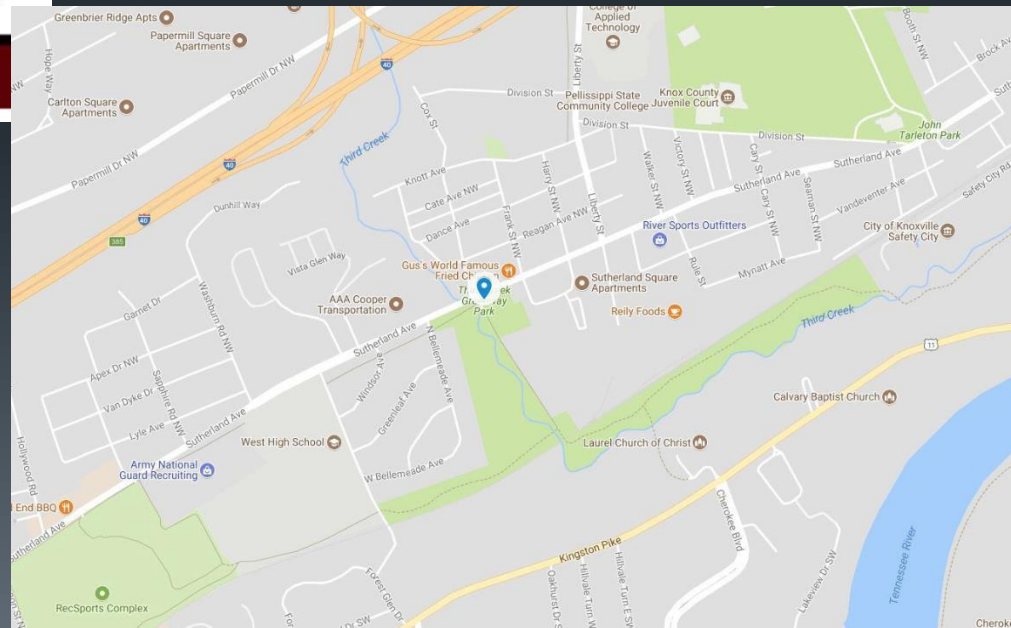 Greenbrier Ridge Apts
Papermill Square
Apartments
College of
Applied
Technology
Booth St NW
Brock
Hope Way
NW
40
Papermill Dr NW
Liberty St
Carlton Square
Apartments
Cox St
Division St
Pellissippi State
Community College
Knox County
Juvenile Court
Division St
Division St
John
Tarleton Park
Third Creek
40
Papermill Dr NW
Knott Ave
Harry St NW
Walker St NW
Victory St NW
Cary St
Cary St NW
Seaman St NW
Sutherland Ave
Sutherland Ave
Safety City Rd
Cate Ave NW
Dunhill Way
Dance Ave
Frank St NW
Reagan Ave NW
Liberty St
Vandeventer Ave
40
385
River Sports Outfitters
City of Knoxville
Safety City
Vista Glen Way
Gus's World Famous
Fried
Park
Rule St
Mynatt Ave
Sutherland Square
Apartments
AAA Cooper
Transportation
Garnet Dr
Washburn Rd NW
Reily Foods
Third Creek
Sutherland Ave
N Bellemeade Ave
11
Apex Dr NW
Windsor Ave
Greenleaf Ave
Sapphire Rd NW
Van Dyke Dr
Calvary Baptist Church
Lyle Ave
Sutherland Ave
West High School
Laurel Church of Christ
Hollywood Rd
Army National
Guard Recruiting
W Bellemeade Ave
End BBQ
Cherokee Blvd
Sutherland Ave
Kingston Pike
Tennessee River
RecSports Complex
Forest Glen Dr
Oakhurst Dr
Hillvale Turn W
Hillvale Turn E SW
Lakeview Dr SW
Dr SW